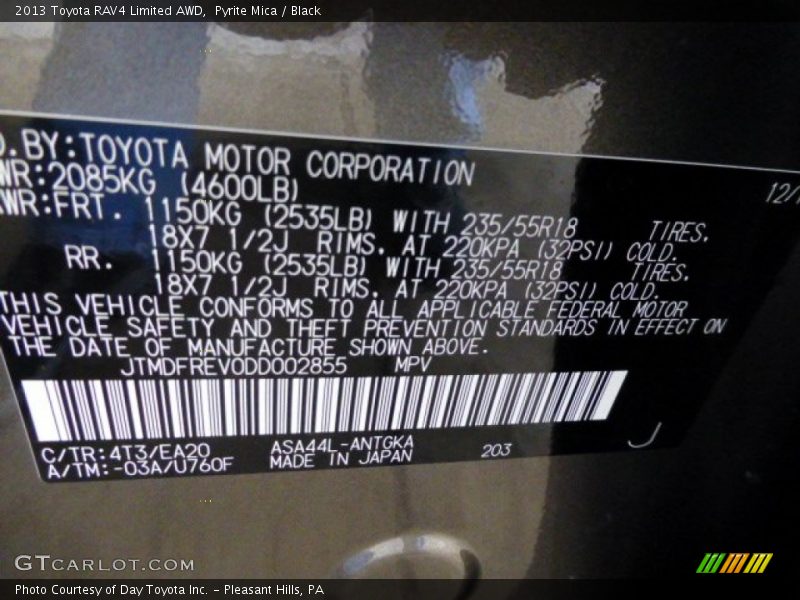 2013 Toyota RAV4 Limited AWD, Pyrite Mica / Black
D. BY:TOYOTA MOTOR CORPORATION
WR:2085KG (4600LB) 12/
WR:FRT. 1150KG (2535LB) WITH 235/55R18 TIRES,
18X7 1/2J RIMS, AT 220KPA (32PSI) COLD.
RR. 1150KG (2535LB) WITH 235/55R18 TIRES,
18X7 1/2J RIMS, AT 220KPA (32PSI) COLD.
THIS VEHICLE CONFORMS TO ALL APPLICABLE FEDERAL MOTOR
VEHICLE SAFETY AND THEFT PREVENTION STANDARDS IN EFFECT ON
THE DATE OF MANUFACTURE SHOWN ABOVE.
JTMDFREV0DD002855 MPV
C/TR:4T3/EA20 ASA44L-ANTGKA 203 J
A/TM:-03A/U760F MADE IN JAPAN
GTCARLOT.COM
Photo Courtesy of Day Toyota Inc. - Pleasant Hills, PA